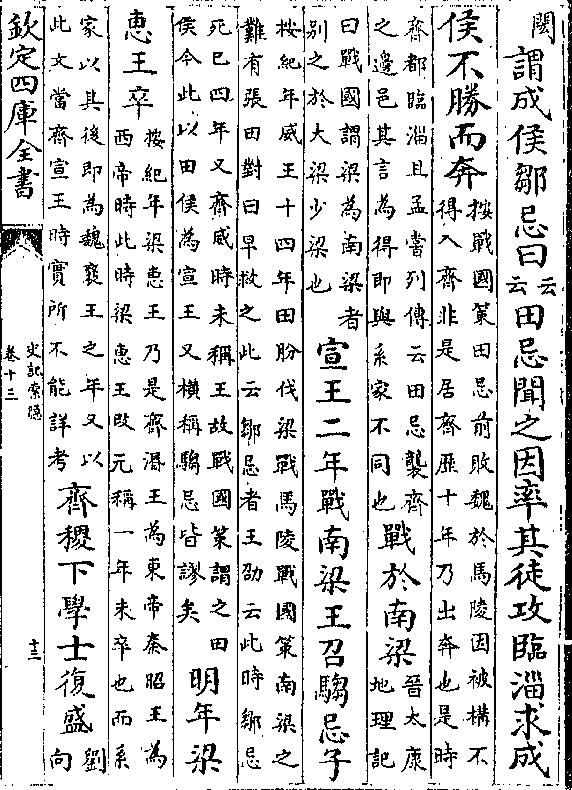 闕謂成侯鄒忌曰云云田忌聞之因率其徒攻臨淄求成
侯不勝而奔按戰國策田忌前敗魏於馬陵因被構不
得入齊非是居齊歴十年乃出奔也是時
齊都臨淄且孟嘗列傳云田忌襲齊
之邊邑其言為得即與系家不同也戰於南梁晉太康
地理記
曰戰國謂梁為南梁者
别之於大梁少梁也宣王二年戰南梁王召騶忌子
按紀年威王十四年田肦伐梁戰馬陵戰國策南梁之
難有張田對曰早救之此云鄒忌者王劭云此時鄒忌
死已四年又齊威時未稱王故戰國策謂之田
侯今此以田侯為宣王又橫稱騶忌皆謬矣明年梁
惠王卒按紀年梁惠王乃是齊湣王為東帝秦昭王為
西帝時此時梁惠王改元稱一年未卒也而系
家以其後即為魏襄王之年又以
此文當齊宣王時實所不能詳考齊稷下學士復盛劉
向
欽定四庫全書
史記索隱
卷十三
十三